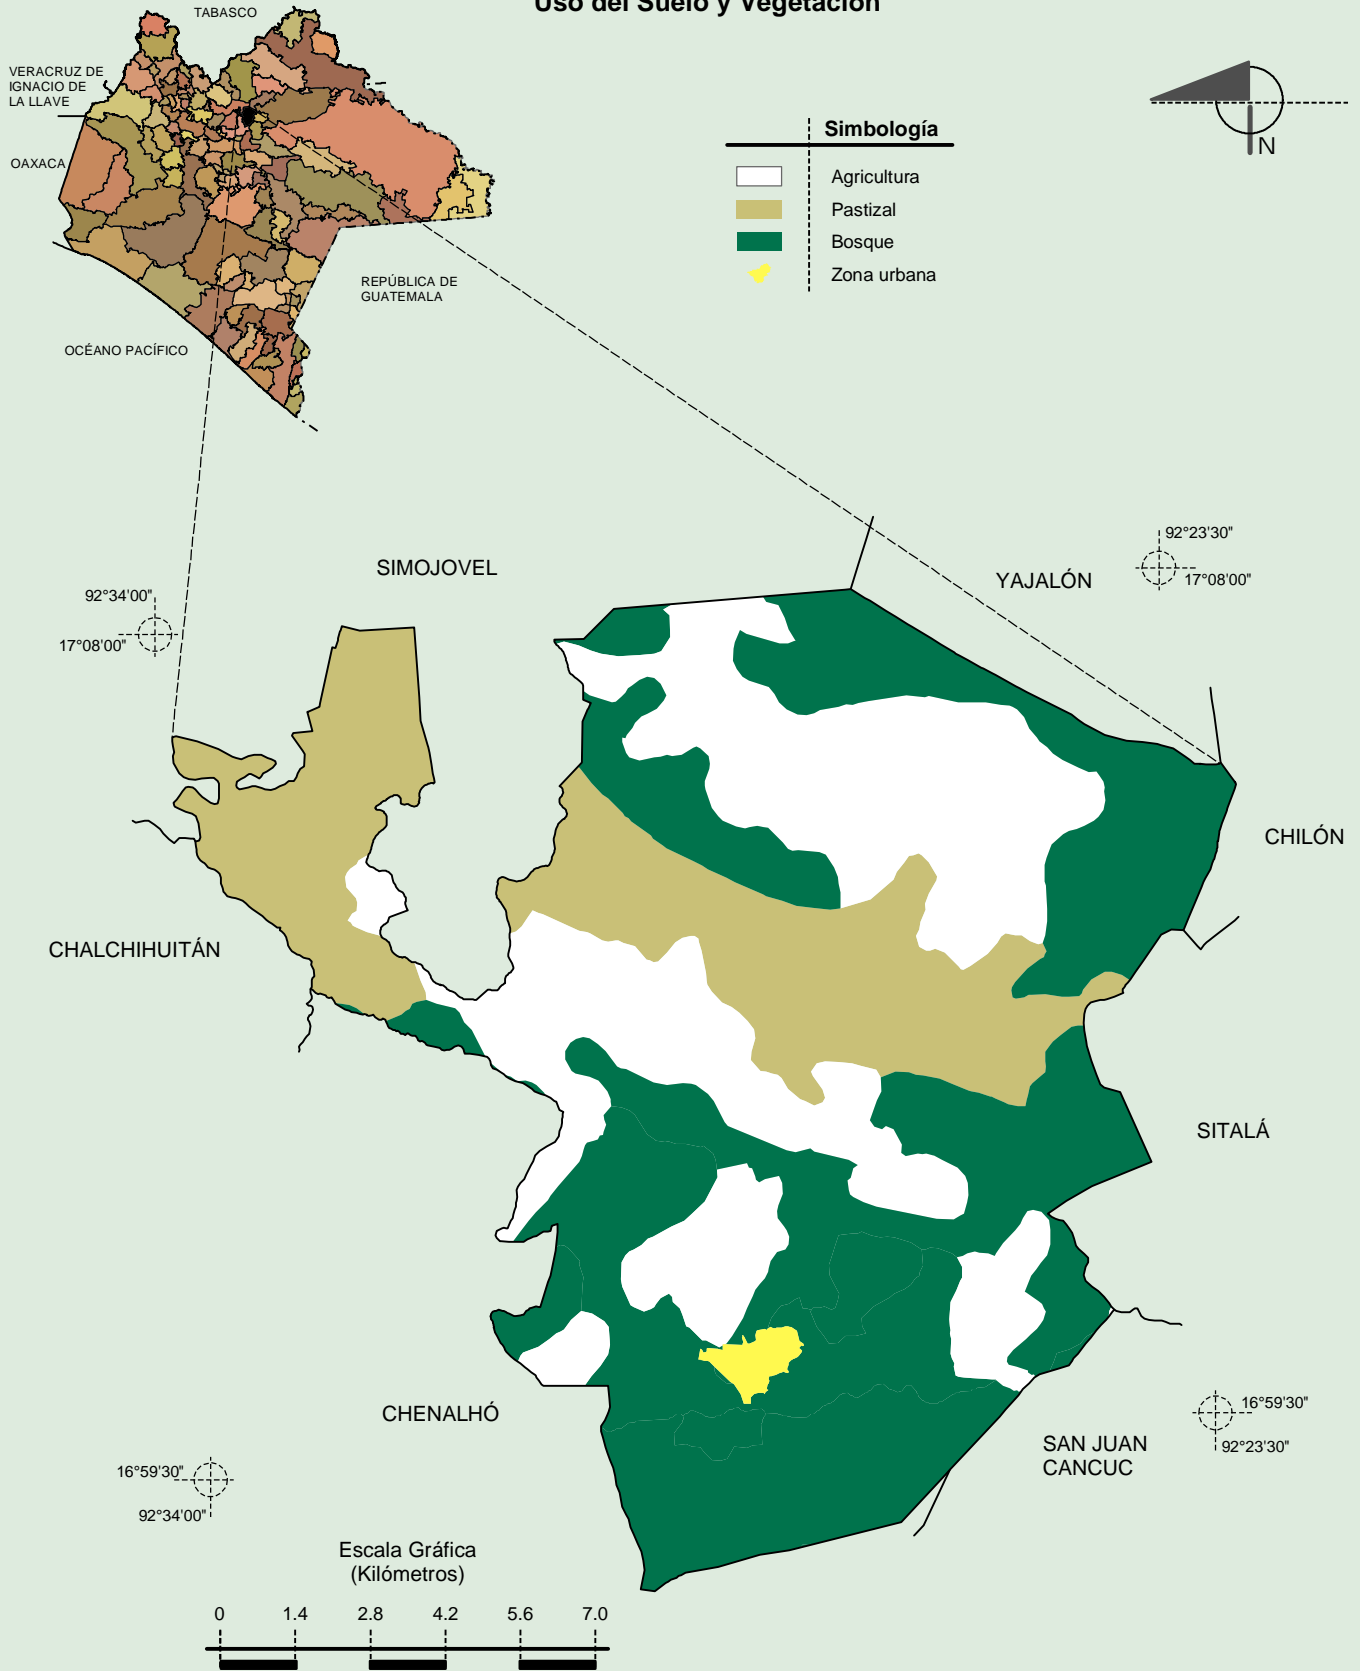 Uso del Suelo y Vegetación
TABASCO
VERACRUZ DE
IGNACIO DE
LA LLAVE
OAXACA
REPÚBLICA DE
GUATEMALA
OCÉANO PACÍFICO
N
Simbología
Agricultura
Pastizal
Bosque
Zona urbana
SIMOJOVEL
YAJALÓN
92°23'30"
17°08'00"
92°34'00"
17°08'00"
CHILÓN
CHALCHIHUITÁN
SITALÁ
CHENALHÓ
SAN JUAN
CANCUC
16°59'30"
92°23'30"
16°59'30"
92°34'00"
Escala Gráfica
(Kilómetros)
0 1.4 2.8 4.2 5.6 7.0